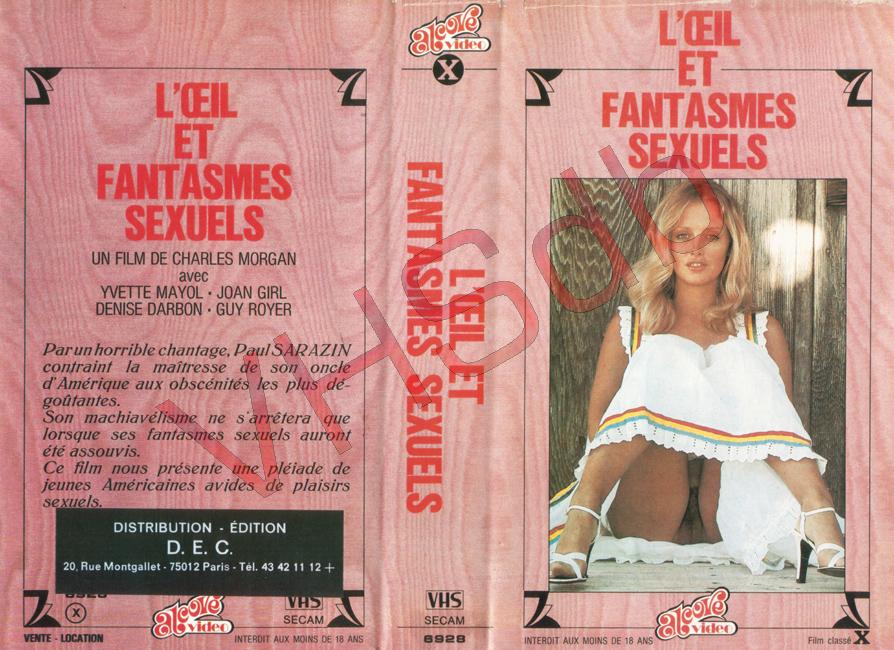 L'ŒIL
ET
FANTASMES
SEXUELS
UN FILM DE CHARLES MORGAN
avec
YVETTE MAYOL • JOAN GIRL
DENISE DARBON • GUY ROYER
Par un horrible chantage, Paul SARAZIN
contraint la maîtresse de son oncle
d'Amérique aux obscénités les plus dé-
goûtantes.
Son machiavélisme ne s'arrêtera que
lorsque ses fantasmes sexuels auront
été assouvis.
Ce film nous présente une pléiade de
jeunes Américaines avides de plaisirs
sexuels.
DISTRIBUTION - ÉDITION
D. E. C.
20, Rue Montgallet - 75012 Paris - Tél. 43 42 11 12 +
X
alcove
video
VHS
SECAM
VENTE - LOCATION
INTERDIT AUX MOINS DE 18 ANS
alcove
video
X
L'ŒIL ET
FANTASMES SEXUELS
VHS
SECAM
6928
L'ŒIL
ET
FANTASMES
SEXUELS
INTERDIT AUX MOINS DE 18 ANS
alcove
video
Film classé X
VHSdb